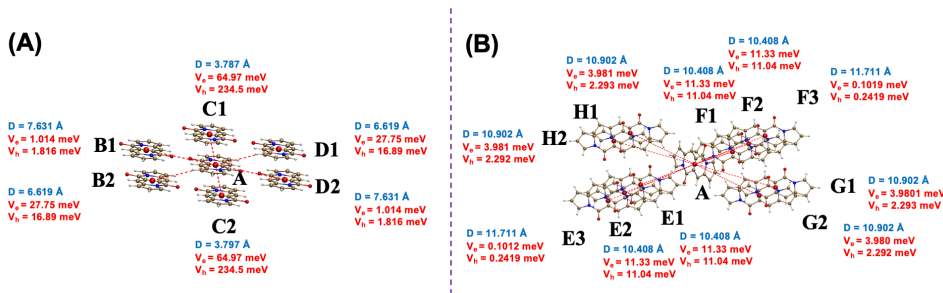 (A)
D = 3.787 Å
Ve = 64.97 meV
Vh = 234.5 meV
C1
D = 7.631 Å
Ve = 1.014 meV
Vh = 1.816 meV
B1
D = 6.619 Å
Ve = 27.75 meV
Vh = 16.89 meV
D1
A
B2
D = 6.619 Å
Ve = 27.75 meV
Vh = 16.89 meV
D2
D = 7.631 Å
Ve = 1.014 meV
Vh = 1.816 meV
C2
D = 3.797 Å
Ve = 64.97 meV
Vh = 234.5 meV
(B)
D = 10.902 Å
Ve = 3.981 meV
Vh = 2.293 meV
H1
D = 10.408 Å
Ve = 11.33 meV
Vh = 11.04 meV
F1
D = 10.408 Å
Ve = 11.33 meV
Vh = 11.04 meV
F2
D = 11.711 Å
Ve = 0.1019 meV
Vh = 0.2419 meV
F3
D = 10.902 Å
Ve = 3.981 meV
Vh = 2.292 meV
H2
A
D = 10.902 Å
Ve = 3.9801 meV
Vh = 2.293 meV
G1
G2
D = 10.902 Å
Ve = 3.980 meV
Vh = 2.292 meV
E1
E2
E3
D = 11.711 Å
Ve = 0.1012 meV
Vh = 0.2419 meV
D = 10.408 Å
Ve = 11.33 meV
Vh = 11.04 meV
D = 10.408 Å
Ve = 11.33 meV
Vh = 11.04 meV